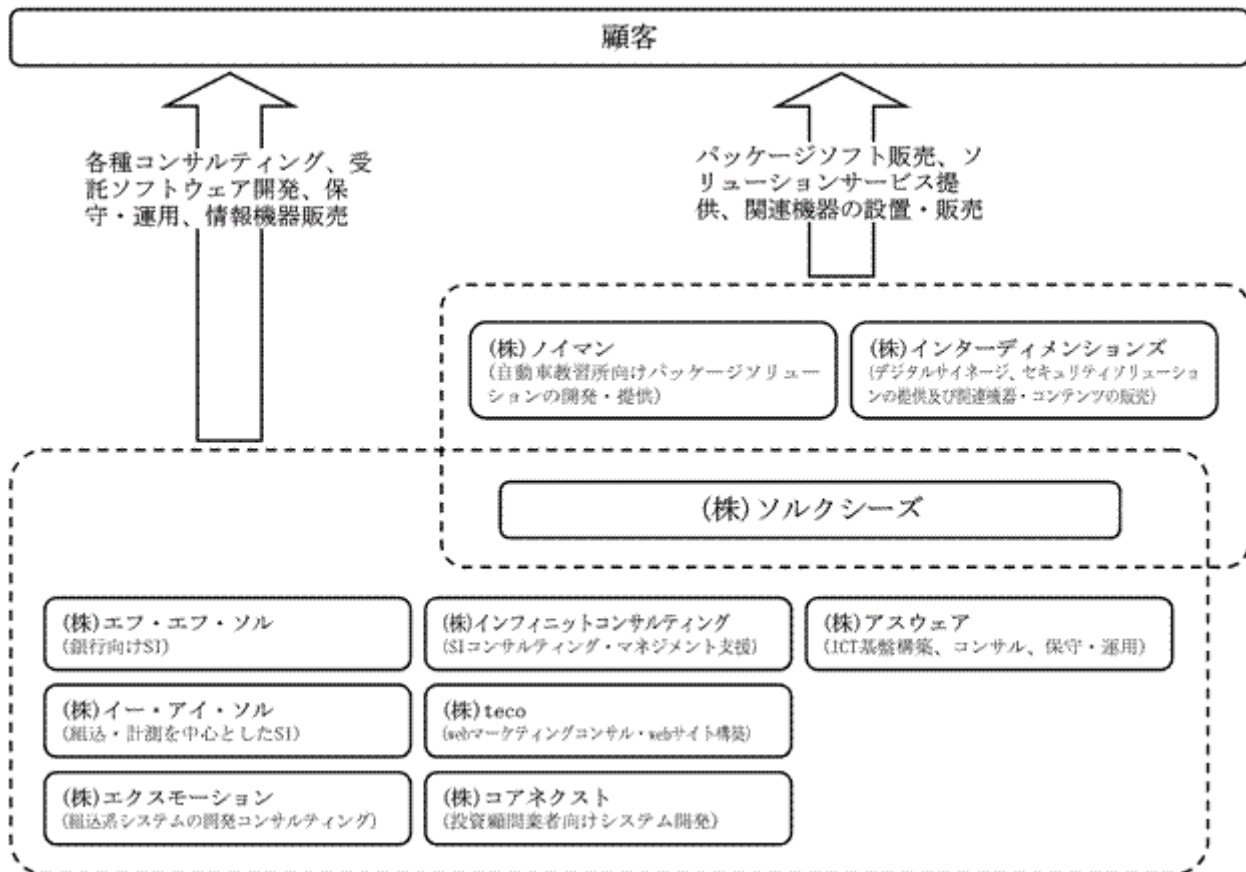 顧客
各種コンサルティング、受
託ソフトウェア開発、保
守・運用、情報機器販売
パッケージソフト販売、ソ
リューションサービス提
供、関連機器の設置・販売
(株)ノイマン
(自動車教習所向けパッケージソリュー
ションの開発・提供)
(株)インターディメンションズ
(デジタルサイネージ、セキュリティソリューショ
ンの提供及び関連機器・コンテンツの販売)
(株)ソルクシーズ
(株)エフ・エフ・ソル
(銀行向けSI)
(株)インフィニットコンサルティング
(SIコンサルティング・マネジメント支援)
(株)アスウェア
(ICT基盤構築、コンサル、保守・運用)
(株)イー・アイ・ソル
(組込・計測を中心としたSI)
(株)teco
(webマーケティングコンサル・webサイト構築)
(株)エクスモーション
(組込系システムの開発コンサルティング)
(株)コアネクスト
(投資顧問業者向けシステム開発)